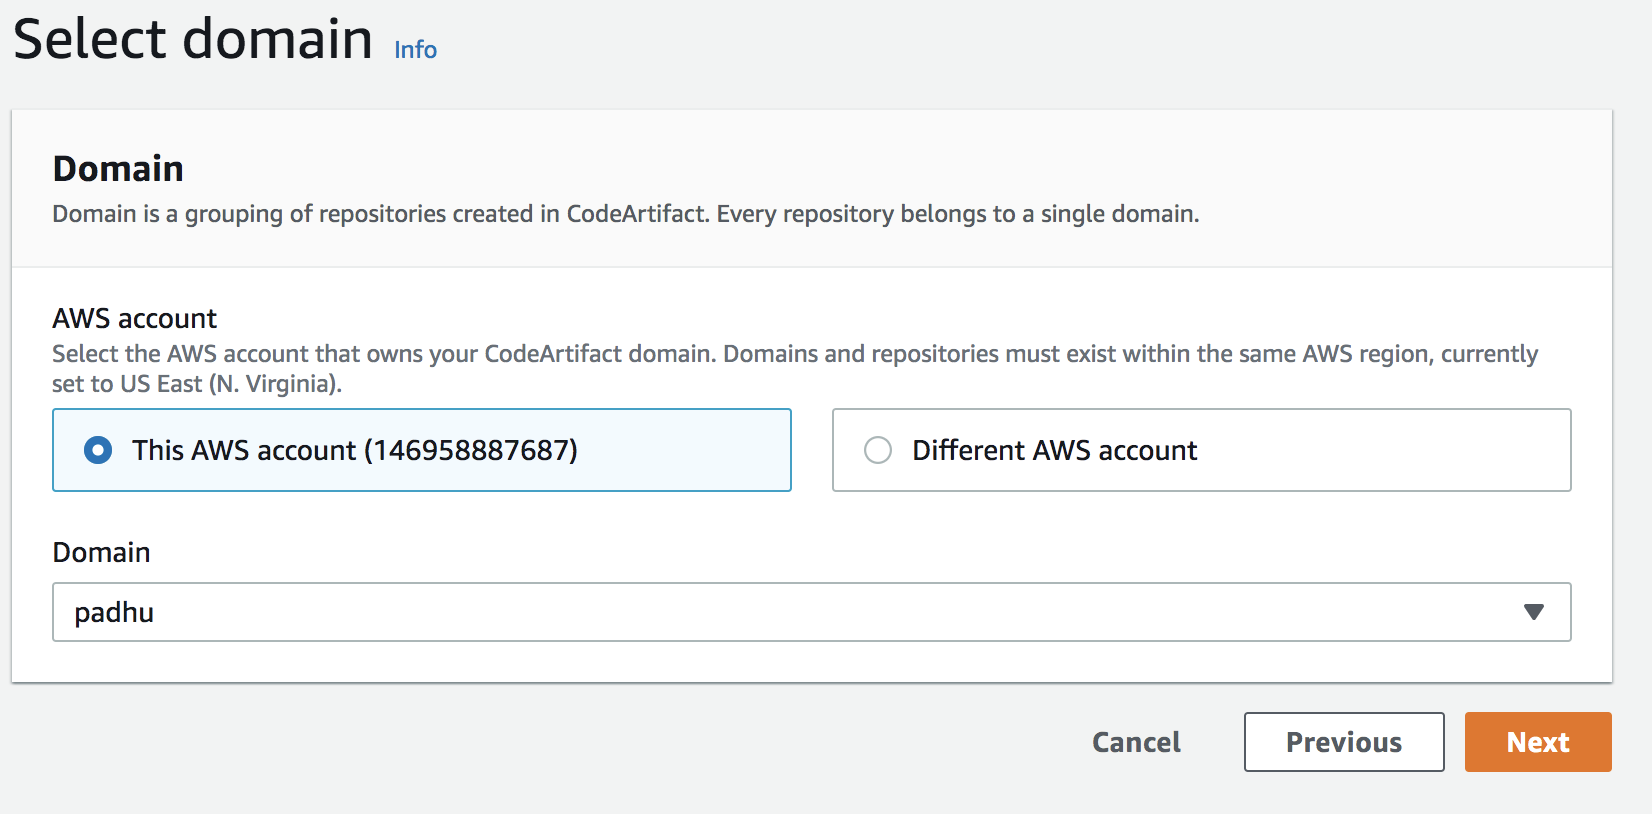 Select domain Info
Domain
Domain is a grouping of repositories created in CodeArtifact. Every repository belongs to a single domain.
AWS account
Select the AWS account that owns your CodeArtifact domain. Domains and repositories must exist within the same AWS region, currently
set to US East (N. Virginia).
This AWS account (146958887687)
Different AWS account
Domain
padhu
Cancel
Previous
Next